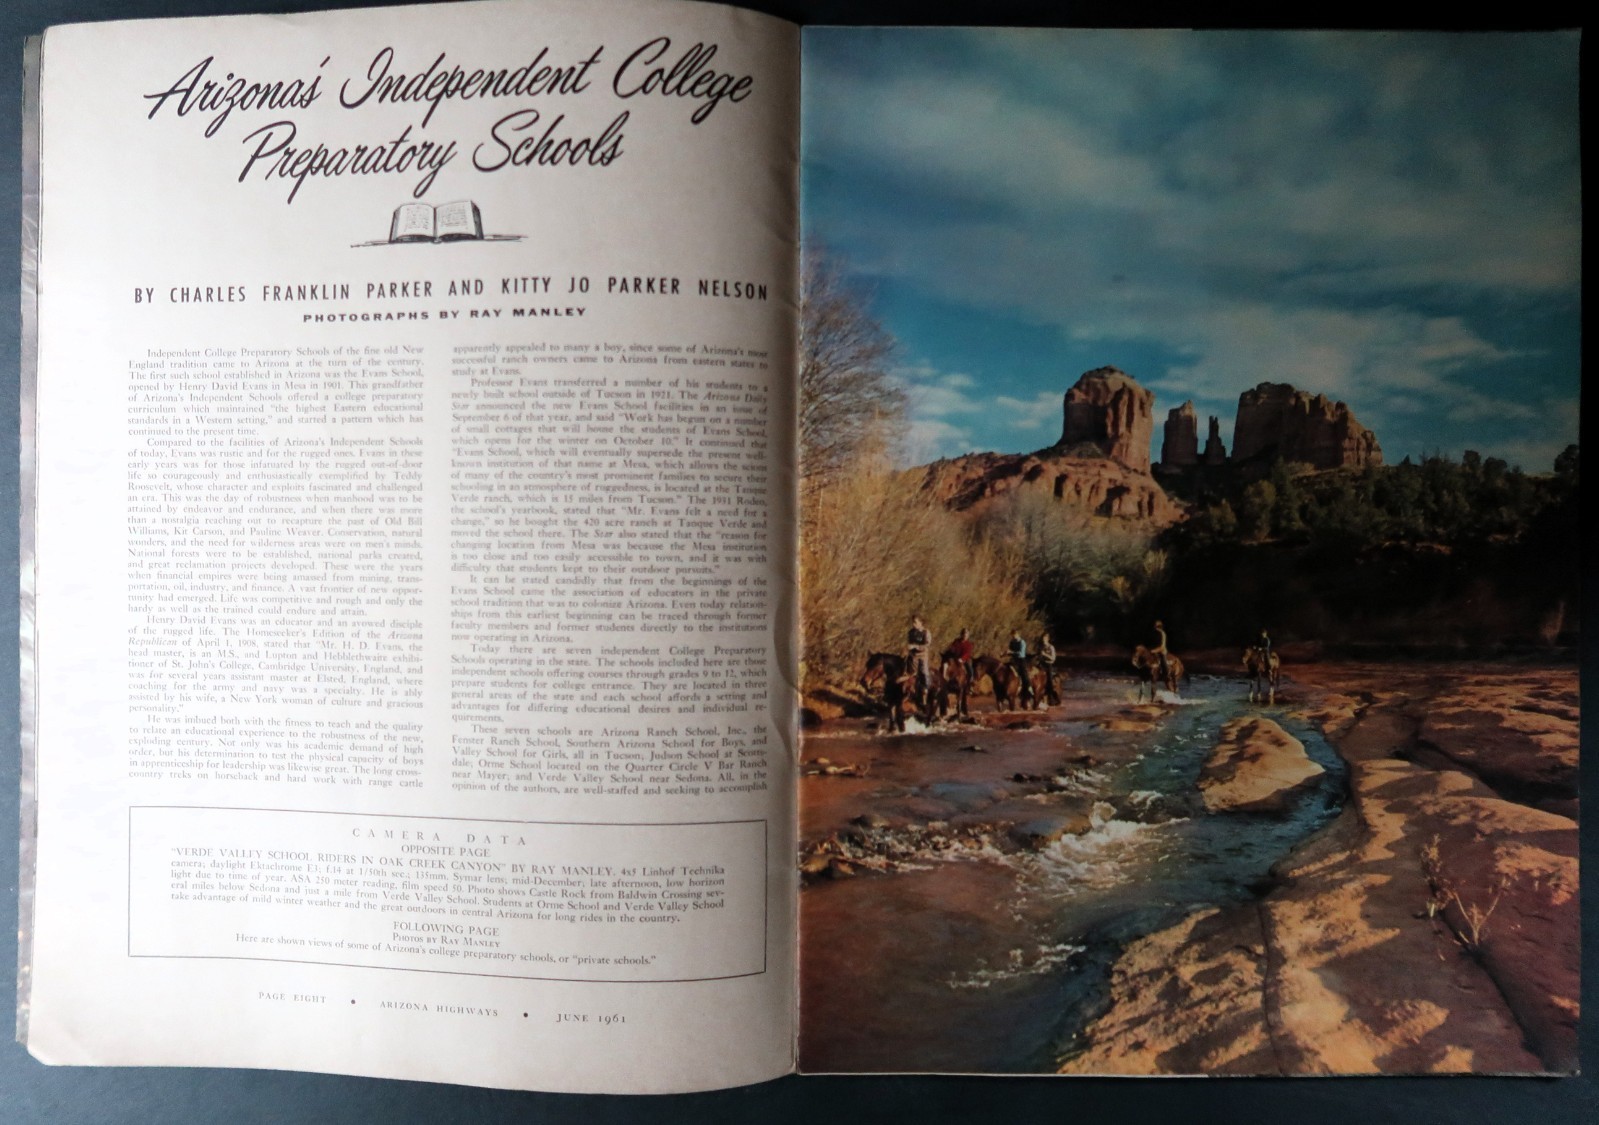 Arizona's Independent College
Preparatory Schools
BY CHARLES FRANKLIN PARKER AND KITTY JO PARKER NELSON
PHOTOGRAPHS BY RAY MANLEY
Independent College Preparatory Schools of the fine old New
England tradition came to Arizona at the turn of the century.
The first such school established in Arizona was the Evans School,
opened by Henry David Evans in Mesa in 1901. This grandfather
of Arizona's Independent Schools offered a college preparatory
curriculum which maintained "the highest Eastern educational
standards in a Western setting," and started a pattern which has
continued to the present time.
Compared to the facilities of Arizona's Independent Schools
of today, Evans was rustic and for the rugged ones. Evans in these
early years was for those infatuated by the rugged out-of-door
life so courageously and enthusiastically exemplified by Teddy
Roosevelt, whose character and exploits fascinated and challenged
an era. This was the day of robustness when manhood was to be
attained by endeavor and endurance, and when there was more
than a nostalgia reaching out to recapture the past of Old Bill
Williams, Kit Carson, and Pauline Weaver. Conservation, natural
wonders, and the need for wilderness areas were on men's minds.
National forests were to be established, national parks created,
and great reclamation projects developed. These were the years
when financial empires were being amassed from mining, trans-
portation, oil, industry, and finance. A vast frontier of new oppor-
tunity had emerged. Life was competitive and rough and only the
hardy as well as the trained could endure and attain.
Henry David Evans was an educator and an avowed disciple
of the rugged life. The Homeseeker's Edition of the Arizona
Republican of April 1, 1908, stated that "Mr. H. D. Evans, the
head master, is an M.S., and Lupton and Hebblethwaite exhibi-
tioner of St. John's College, Cambridge University, England, and
was for several years assistant master at Elsted, England, where
coaching for the army and navy was a specialty. He is ably
assisted by his wife, a New York woman of culture and gracious
personality."
He was imbued both with the fitness to teach and the quality
to relate an educational experience to the robustness of the new,
exploding century. Not only was his academic demand of high
order, but his determination to test the physical capacity of boys
in apprenticeship for leadership was likewise great. The long cross-
country treks on horseback and hard work with range cattle
apparently appealed to many a boy, since some of Arizona's most
successful ranch owners came to Arizona from eastern states to
study at Evans.
Professor Evans transferred a number of his students to a
newly built school outside of Tucson in 1921. The Arizona Daily
Star announced the new Evans School facilities in an issue of
September 6 of that year, and said "Work has begun on a number
of small cottages that will house the students of Evans School,
which opens for the winter on October 10." It continued that
"Evans School, which will eventually supersede the present well-
known institution of that name at Mesa, which allows the scions
of many of the country's most prominent families to secure their
schooling in an atmosphere of ruggedness, is located at the Tanque
Verde ranch, which is 15 miles from Tucson." The 1931 Rodeo,
the school's yearbook, stated that "Mr. Evans felt a need for a
change," so he bought the 420 acre ranch at Tanque Verde and
moved the school there. The Star also stated that the "reason for
changing location from Mesa was because the Mesa institution
is too close and too easily accessible to town, and it was with
difficulty that students kept to their outdoor pursuits."
It can be stated candidly that from the beginnings of the
Evans School came the association of educators in the private
school tradition that was to colonize Arizona. Even today relation-
ships from this earliest beginning can be traced through former
faculty members and former students directly to the institutions
now operating in Arizona.
Today there are seven independent College Preparatory
Schools operating in the state. The schools included here are those
independent schools offering courses through grades 9 to 12, which
prepare students for college entrance. They are located in three
general areas of the state and each school affords a setting and
advantages for differing educational desires and individual re-
quirements.
These seven schools are Arizona Ranch School, Inc., the
Fenster Ranch School, Southern Arizona School for Boys, and
Valley School for Girls, all in Tucson; Judson School at Scotts-
dale; Orme School located on the Quarter Circle V Bar Ranch
near Mayer; and Verde Valley School near Sedona. All, in the
opinion of the authors, are well-staffed and seeking to accomplish
CAMERA DATA
OPPOSITE PAGE
"VERDE VALLEY SCHOOL RIDERS IN OAK CREEK CANYON" BY RAY MANLEY. 4x5 Linhof Technika
camera; daylight Ektachrome E3; f.14 at 1/50th sec.; 135mm. Symar lens; mid-December; late afternoon, low horizon
light due to time of year. ASA 250 meter reading, film speed 50. Photo shows Castle Rock from Baldwin Crossing sev-
eral miles below Sedona and just a mile from Verde Valley School. Students at Orme School and Verde Valley School
take advantage of mild winter weather and the great outdoors in central Arizona for long rides in the country.
FOLLOWING PAGE
PHOTOS BY RAY MANLEY
Here are shown views of some of Arizona's college preparatory schools, or "private schools."
PAGE EIGHT • ARIZONA HIGHWAYS • JUNE 1961